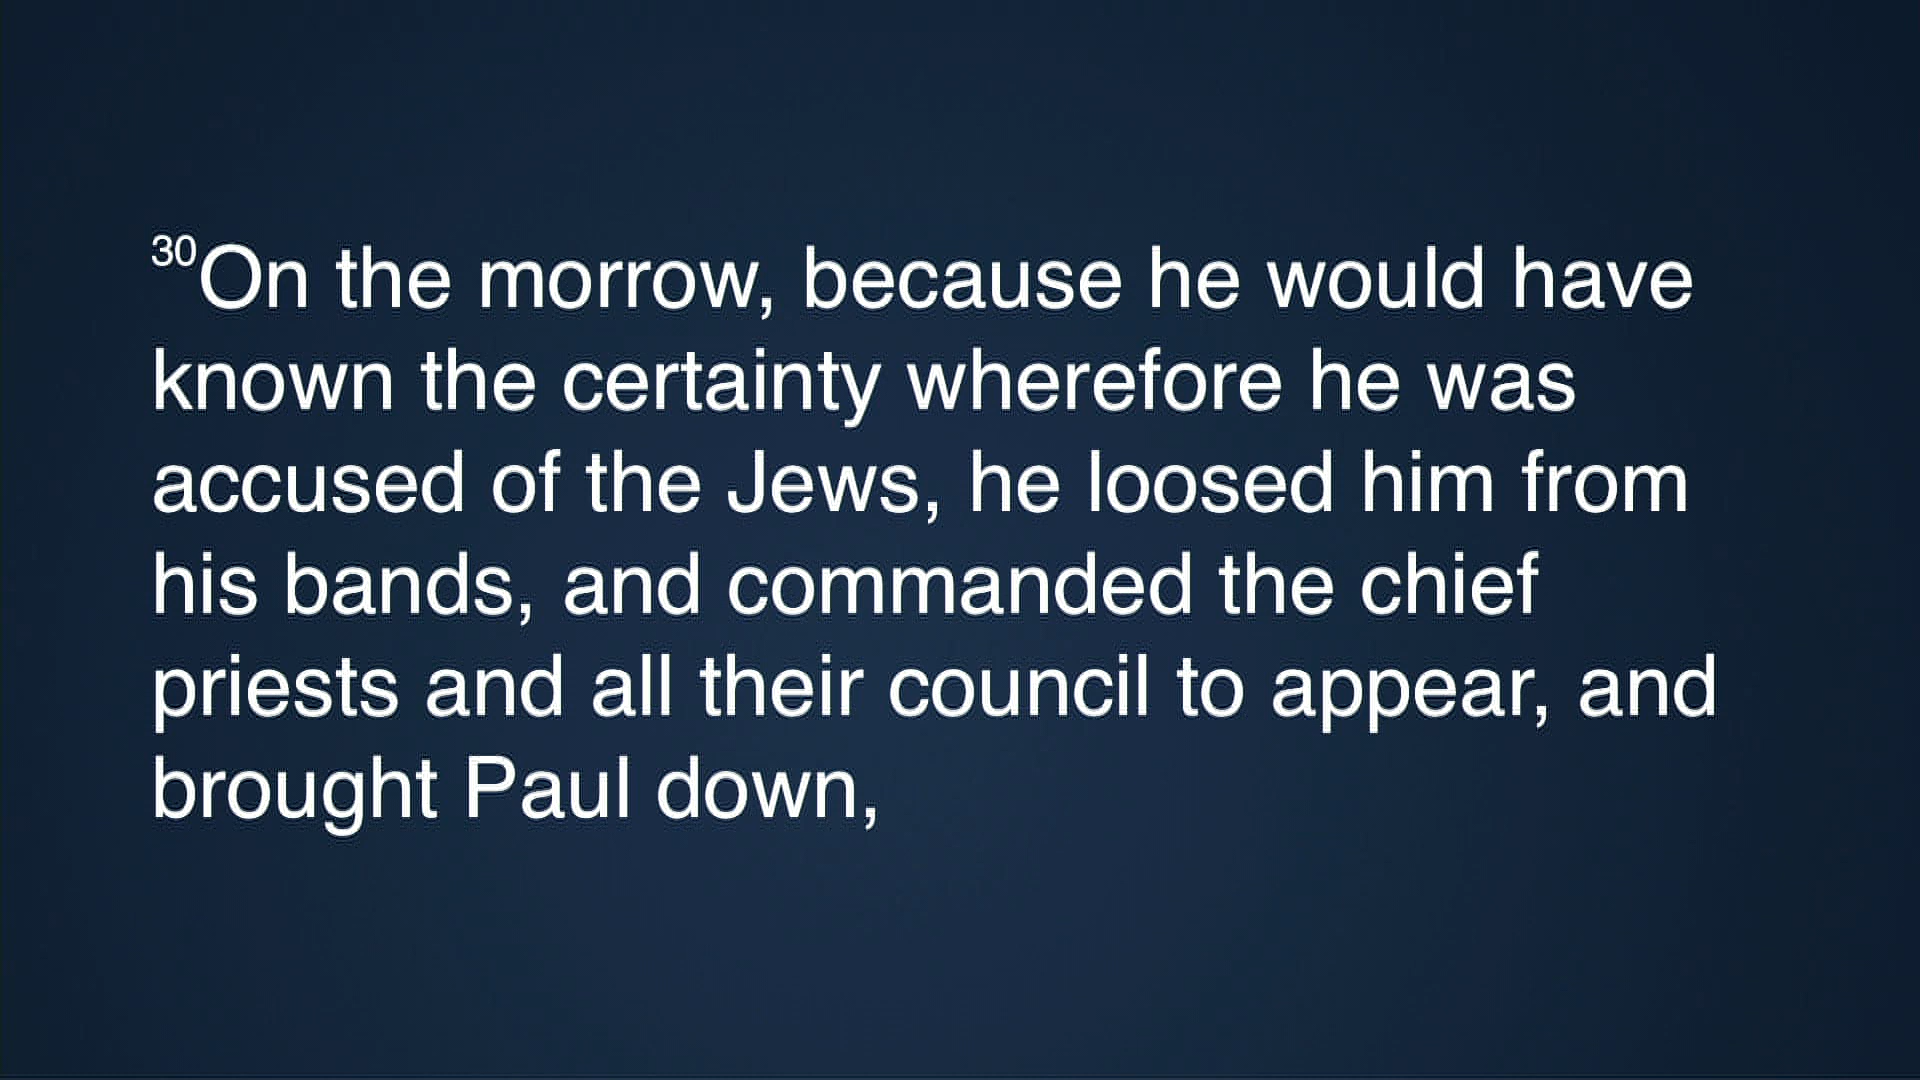 30On the morrow, because he would have
known the certainty wherefore he was
accused of the Jews, he loosed him from
his bands, and commanded the chief
priests and all their council to appear, and
brought Paul down,